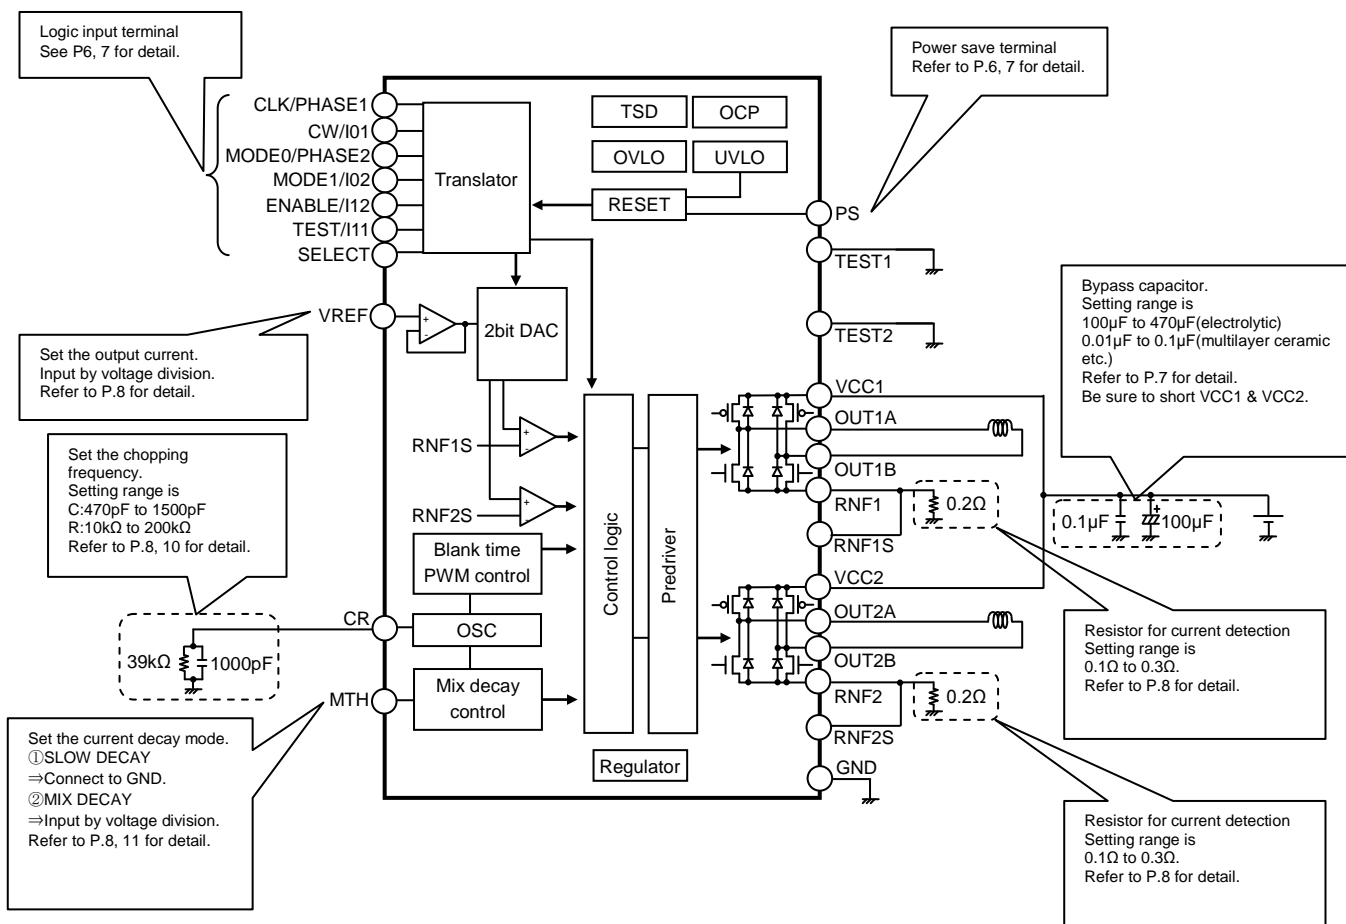 Logic input terminal
See P6, 7 for detail.
Power save terminal
Refer to P.6, 7 for detail.
CLK/PHASE1
CW/I01
MODE0/PHASE2
MODE1/I02
ENABLE/I12
TEST/I11
SELECT
Translator
TSD
OCP
OVLO
UVLO
RESET
PS
TEST1
TEST2
VREF
+
-
2bit DAC
Set the output current.
Input by voltage division.
Refer to P.8 for detail.
Bypass capacitor.
Setting range is
100µF to 470µF(electrolytic)
0.01µF to 0.1µF(multilayer ceramic
etc.)
Refer to P.7 for detail.
Be sure to short VCC1 & VCC2.
Set the chopping
frequency.
Setting range is
C:470pF to 1500pF
R:10kΩ to 200kΩ
Refer to P.8, 10 for detail.
RNF1S
+
-
RNF2S
+
-
Blank time
PWM control
OSC
Mix decay
control
Control logic
Predriver
Regulator
VCC1
OUT1A
OUT1B
RNF1
RNF1S
0.2Ω
0.1µF
+
100µF
VCC2
OUT2A
OUT2B
RNF2
RNF2S
0.2Ω
GND
CR
39kΩ
1000pF
MTH
Set the current decay mode.
①SLOW DECAY
⇒Connect to GND.
②MIX DECAY
⇒Input by voltage division.
Refer to P.8, 11 for detail.
Resistor for current detection
Setting range is
0.1Ω to 0.3Ω.
Refer to P.8 for detail.
Resistor for current detection
Setting range is
0.1Ω to 0.3Ω.
Refer to P.8 for detail.